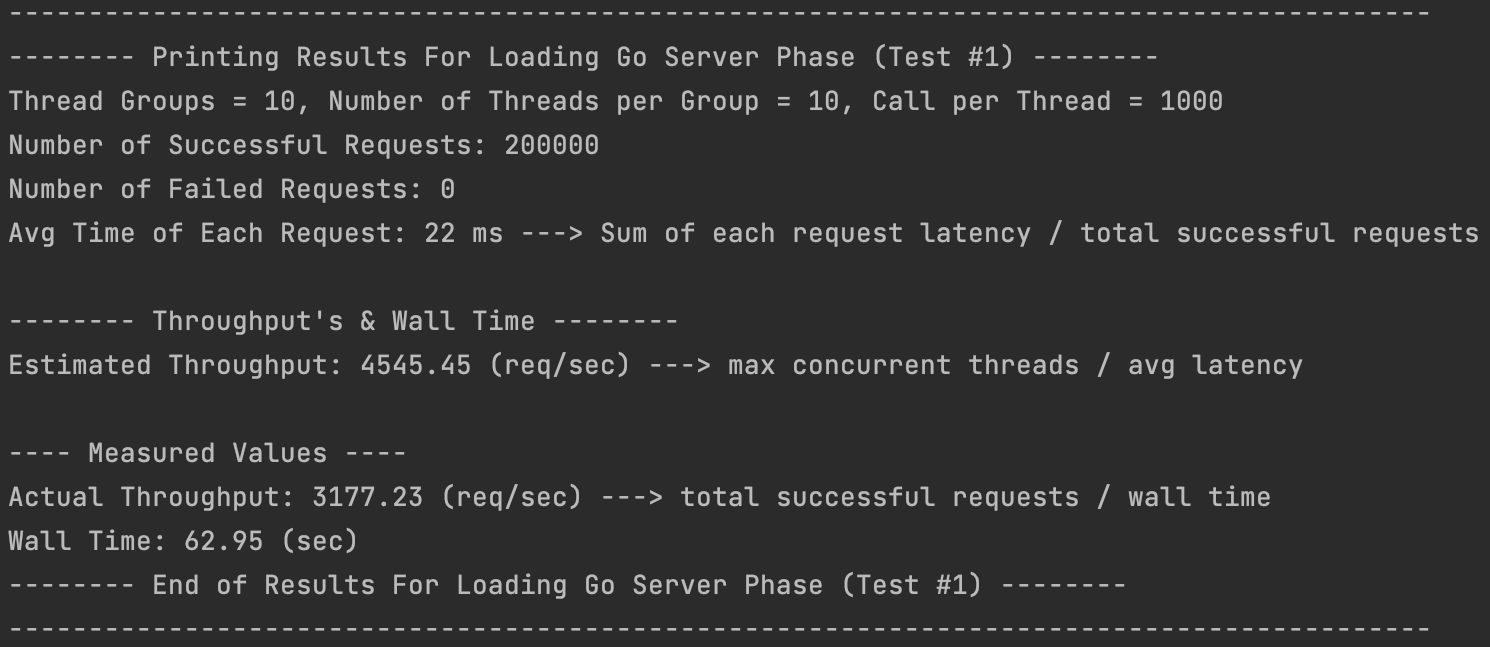 -----------------------------------------------------------------------------------------
-------- Printing Results For Loading Go Server Phase (Test #1) --------
Thread Groups = 10, Number of Threads per Group = 10, Call per Thread = 1000
Number of Successful Requests: 200000
Number of Failed Requests: 0
Avg Time of Each Request: 22 ms ---> Sum of each request latency / total successful requests
-------- Throughput's & Wall Time --------
Estimated Throughput: 4545.45 (req/sec) ---> max concurrent threads / avg latency
---- Measured Values ----
Actual Throughput: 3177.23 (req/sec) ---> total successful requests / wall time
Wall Time: 62.95 (sec)
-------- End of Results For Loading Go Server Phase (Test #1) --------
-----------------------------------------------------------------------------------------